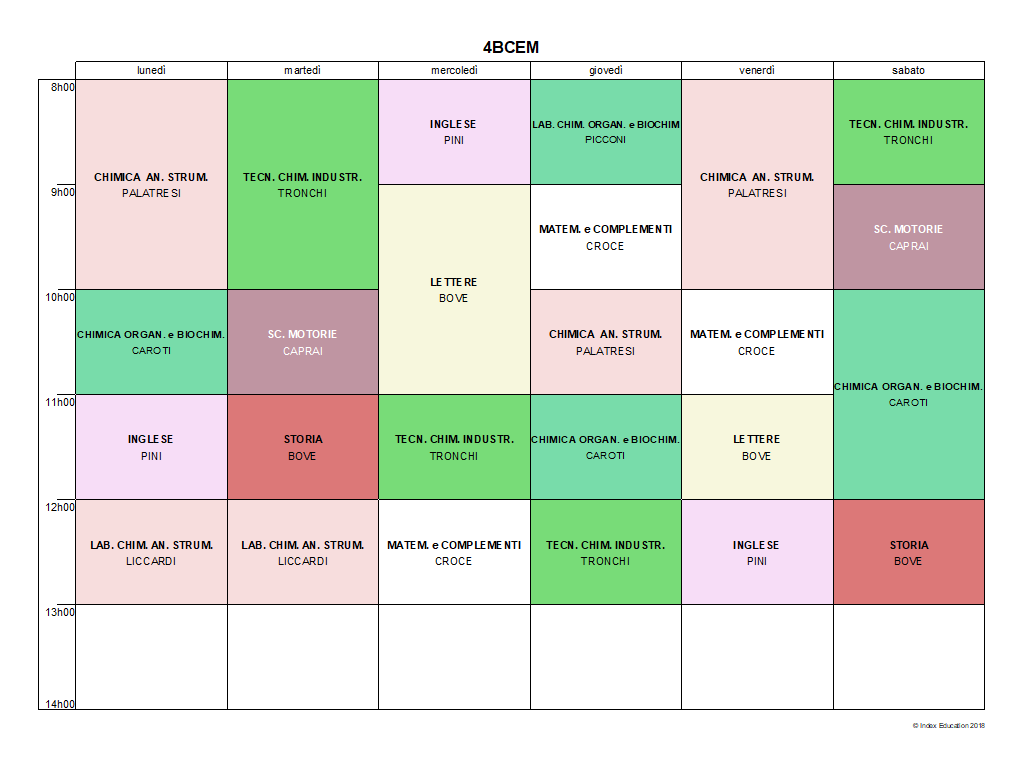 4BCEM
lunedì martedì mercoledì giovedì venerdì sabato
8h00
INGLESE
PINI
LAB. CHIM. ORGAN. e BIOCHIM
PICCONI
TECN. CHIM. INDUSTR.
TRONCHI
CHIMICA AN. STRUM.
PALATRESI
TECN. CHIM. INDUSTR.
TRONCHI
CHIMICA AN. STRUM.
PALATRESI
9h00
MATEM. e COMPLEMENTI
CROCE
SC. MOTORIE
CAPRAI
LETTERE
BOVE
10h00
CHIMICA ORGAN. e BIOCHIM.
CAROTI
SC. MOTORIE
CAPRAI
CHIMICA AN. STRUM.
PALATRESI
MATEM. e COMPLEMENTI
CROCE
CHIMICA ORGAN. e BIOCHIM.
CAROTI
11h00
INGLESE
PINI
STORIA
BOVE
TECN. CHIM. INDUSTR.
TRONCHI
CHIMICA ORGAN. e BIOCHIM.
CAROTI
LETTERE
BOVE
12h00
LAB. CHIM. AN. STRUM.
LICCARDI
LAB. CHIM. AN. STRUM.
LICCARDI
MATEM. e COMPLEMENTI
CROCE
TECN. CHIM. INDUSTR.
TRONCHI
INGLESE
PINI
STORIA
BOVE
13h00
14h00
© Index Education 2018